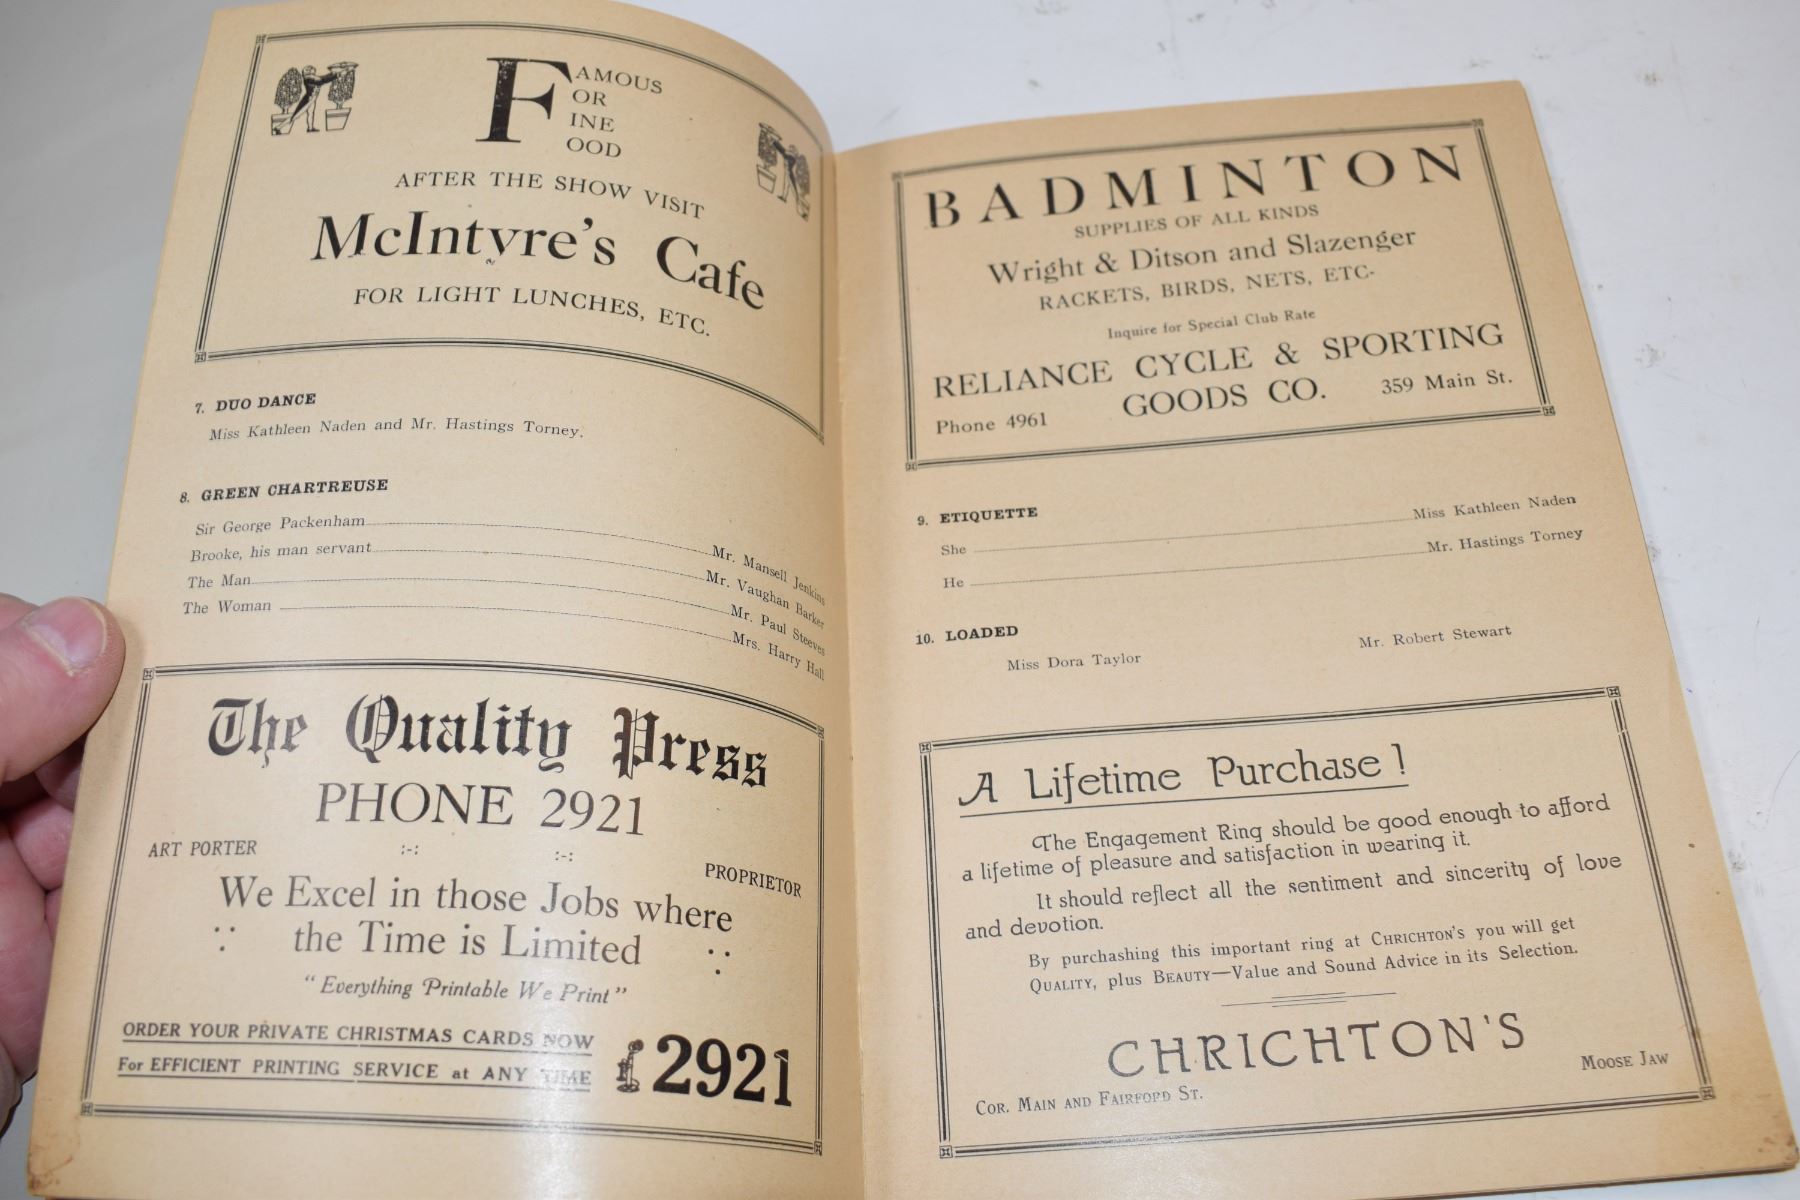 FAMOUS
FOR
FINE
FOOD
AFTER THE SHOW VISIT
McIntyre's Cafe
FOR LIGHT LUNCHES, ETC.
7. DUO DANCE
Miss Kathleen Naden and Mr. Hastings Torney.
8. GREEN CHARTREUSE
Sir George Packenham Mr. Mansell Jenkins
Brooke, his man servant Mr. Vaughan Barker
The Man Mr. Paul Steeves
The Woman Mrs. Harry Hall
The Quality Press
PHONE 2921
ART PORTER :-: :-: PROPRIETOR
We Excel in those Jobs where
the Time is Limited
"Everything Printable We Print"
ORDER YOUR PRIVATE CHRISTMAS CARDS NOW
For EFFICIENT PRINTING SERVICE at ANY TIME
2921
BADMINTON
SUPPLIES OF ALL KINDS
Wright & Ditson and Slazenger
RACKETS, BIRDS, NETS, ETC-
Inquire for Special Club Rate
RELIANCE CYCLE & SPORTING
GOODS CO.
Phone 4961 359 Main St.
9. ETIQUETTE
She Miss Kathleen Naden
He Mr. Hastings Torney
10. LOADED
Miss Dora Taylor Mr. Robert Stewart
A Lifetime Purchase!
The Engagement Ring should be good enough to afford
a lifetime of pleasure and satisfaction in wearing it.
It should reflect all the sentiment and sincerity of love
and devotion.
By purchashing this important ring at CHRICHTON'S you will get
QUALITY, plus BEAUTY—Value and Sound Advice in its Selection.
CHRICHTON'S
COR. MAIN AND FAIRFORD ST. MOOSE JAW